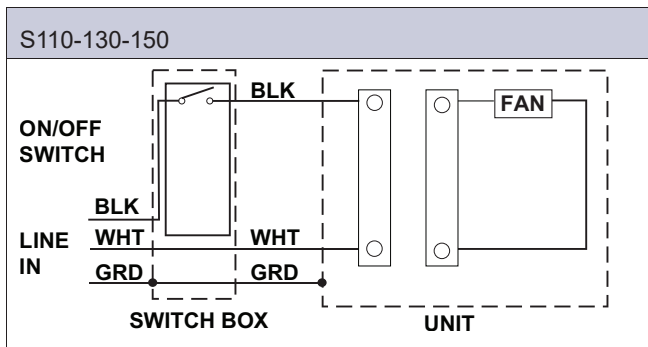 S110-130-150
BLK
FAN
ON/OFF
SWITCH
BLK
LINE
IN
WHT
WHT
GRD
GRD
SWITCH BOX
UNIT